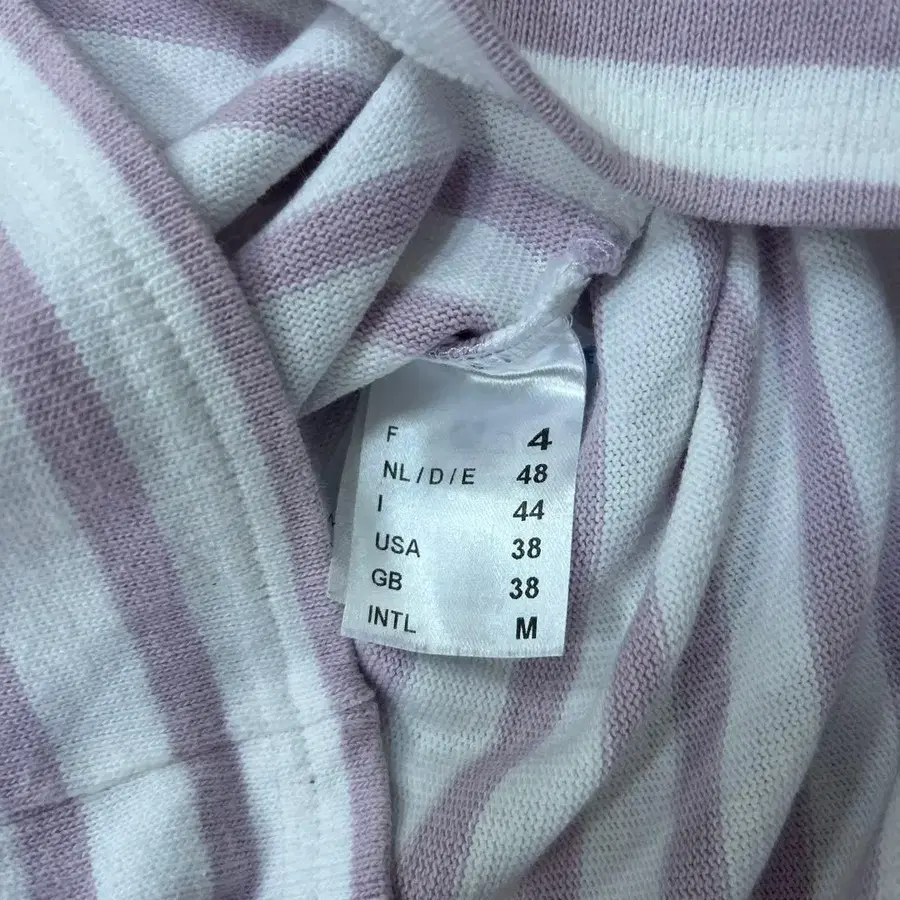 F 4
NL / D / E 48
I 44
USA 38
GB 38
INTL M